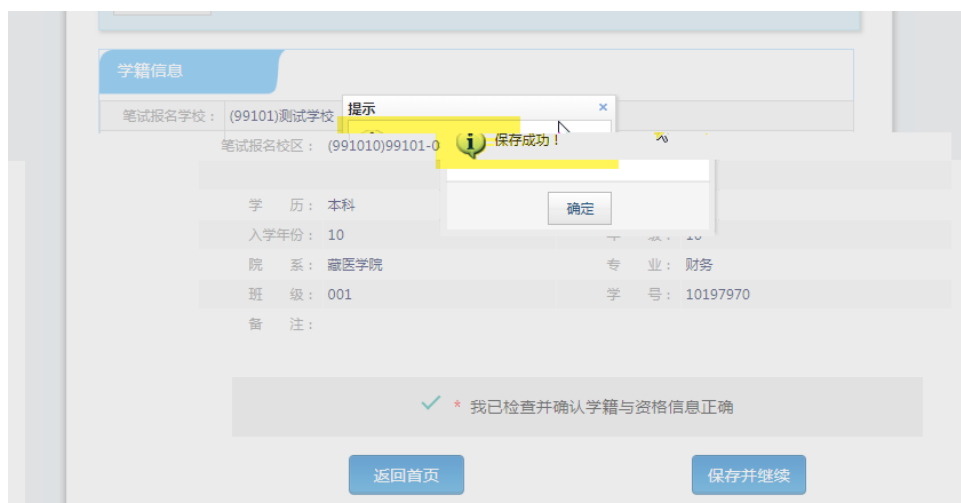 学籍信息
提示 ×
笔试报名学校： (99101)测试学校
笔试报名校区： (991010)99101-0
保存成功！
确定
学 历： 本科
入学年份： 10
院 系： 藏医学院 专 业： 财务
班 级： 001 学 号： 10197970
备 注：
* 我已检查并确认学籍与资格信息正确
返回首页 保存并继续